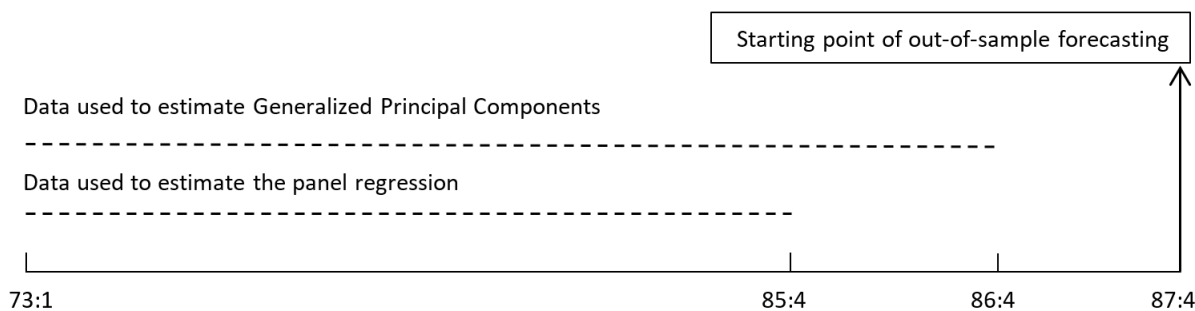 Starting point of out-of-sample forecasting
Data used to estimate Generalized Principal Components
Data used to estimate the panel regression
73:1
85:4
86:4
87:4